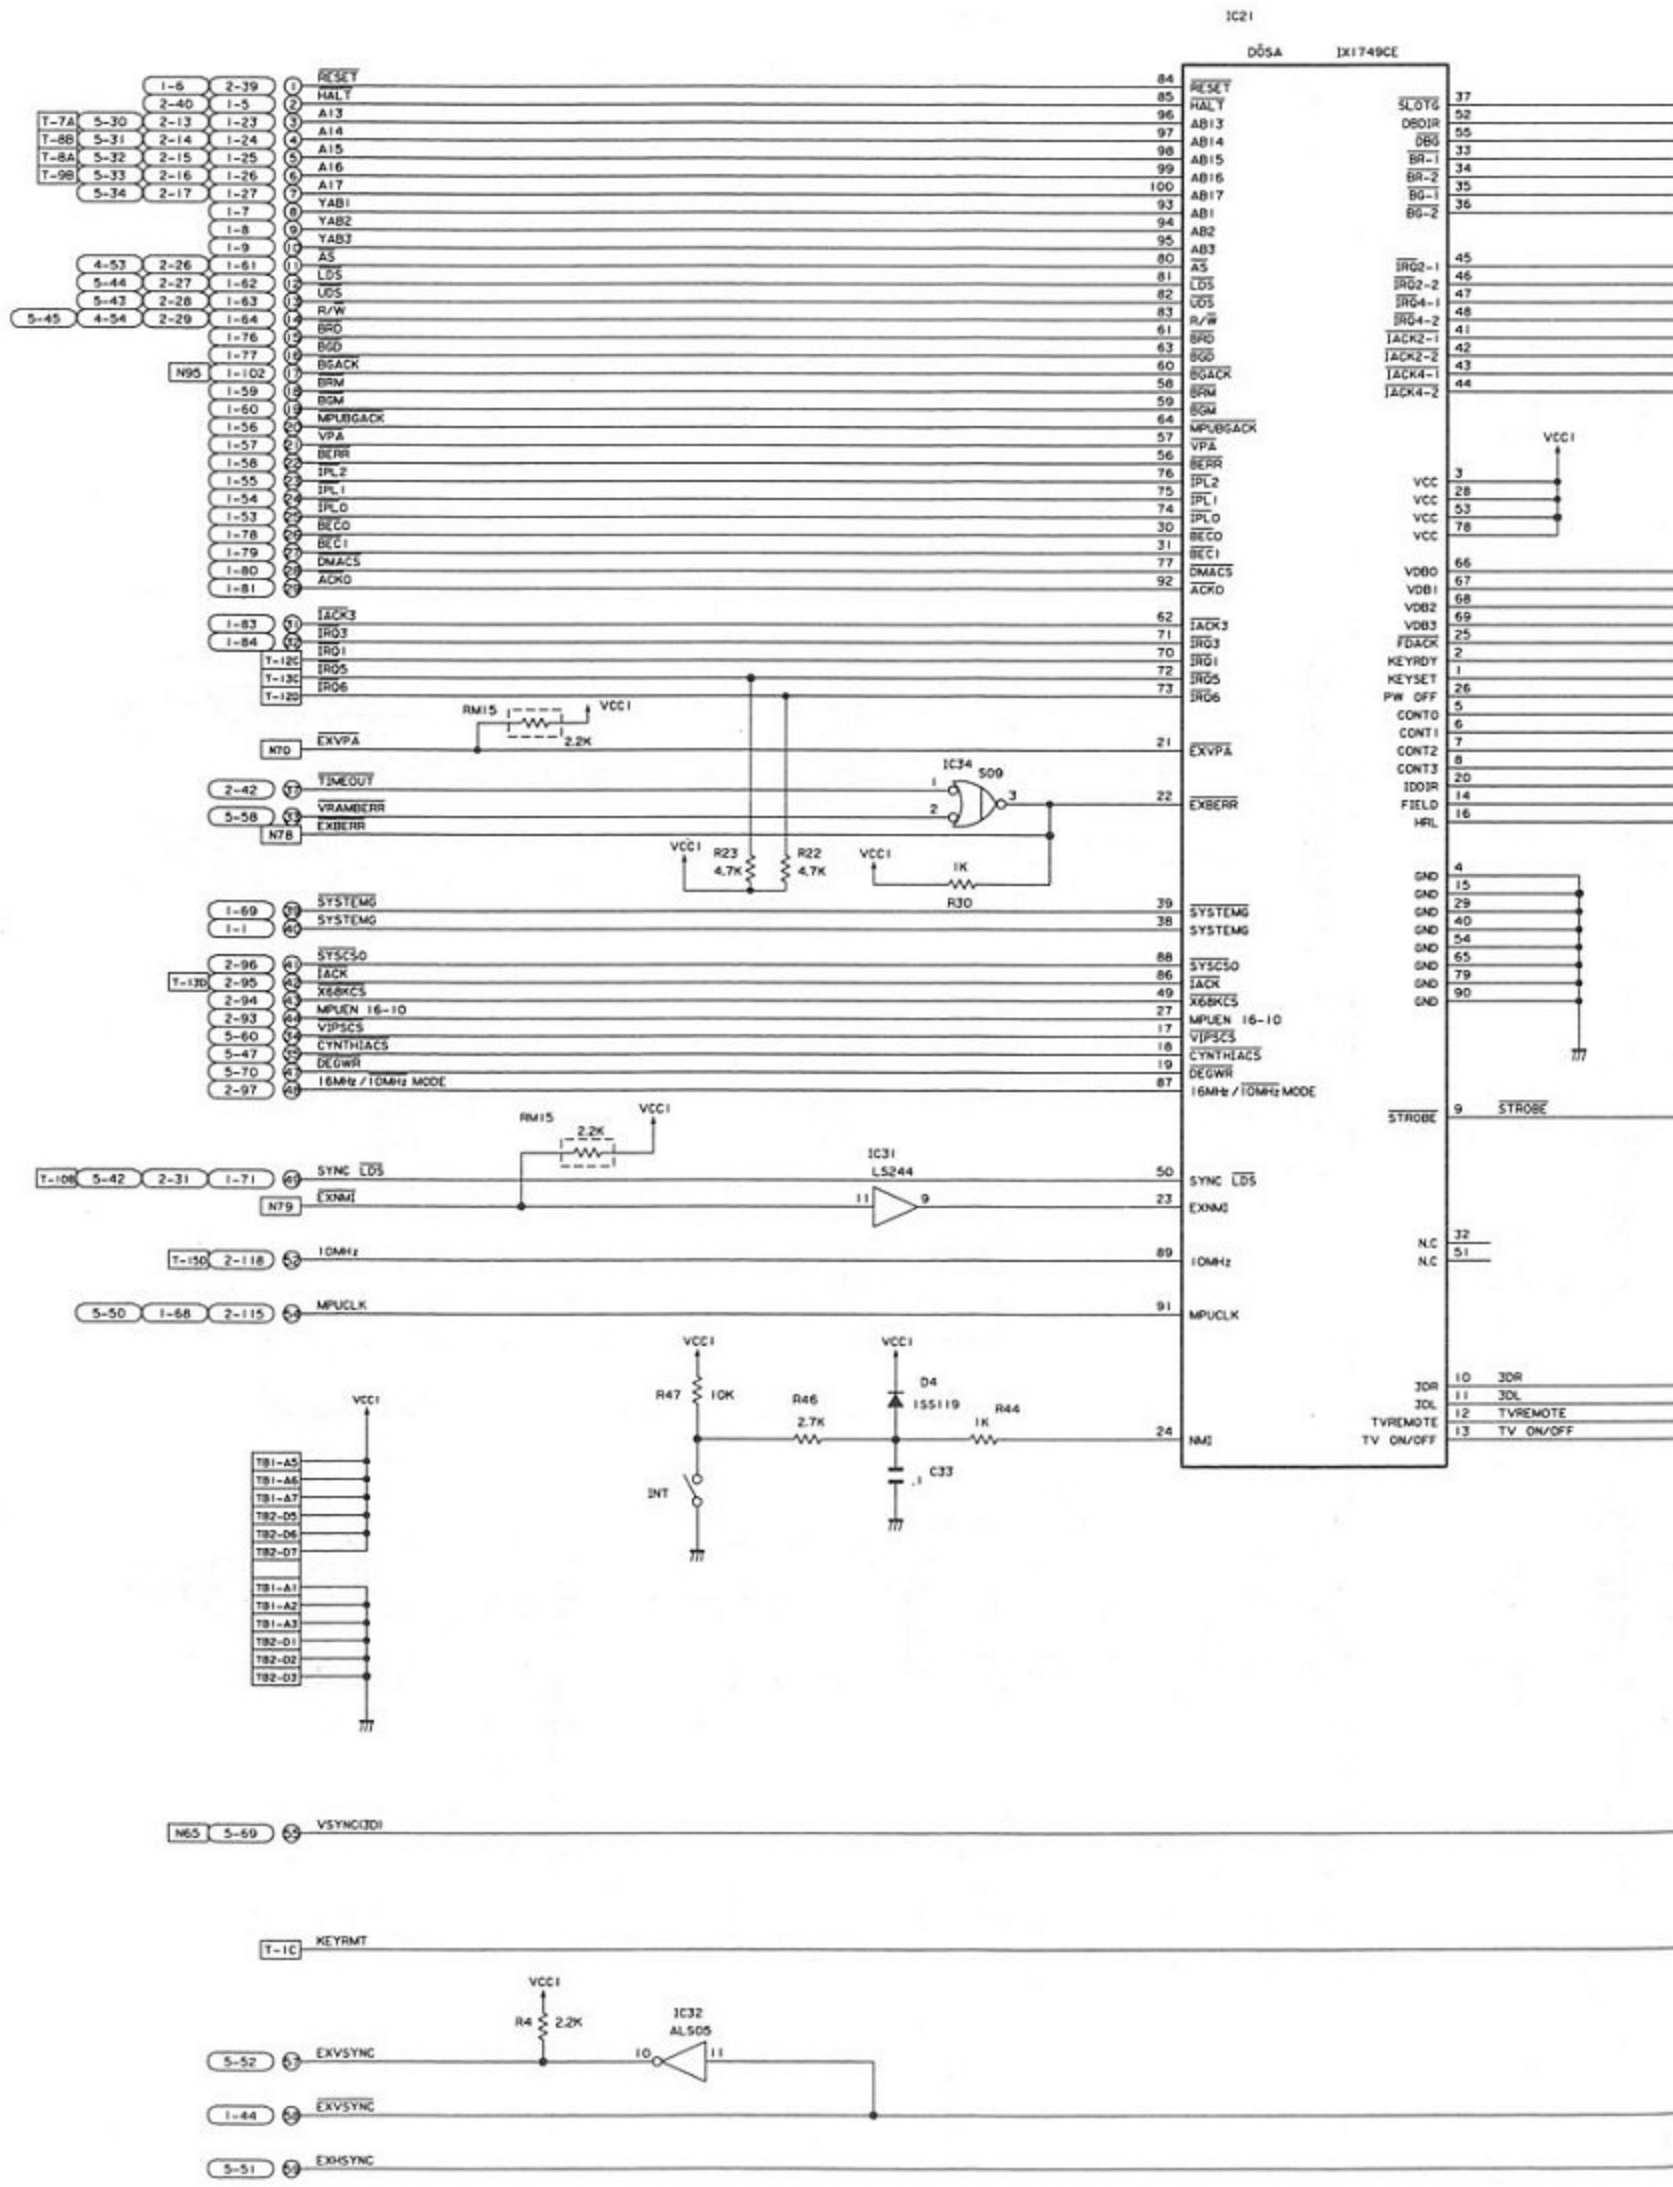 IC21
DŌSA IX1749CE
1-6 2-39 1 RESET 84 RESET
2-40 1-5 2 HALT 85 HALT SLOTG 37
T-7A 5-30 2-13 1-23 3 A13 96 AB13 DBDIR 52
T-8B 5-31 2-14 1-24 4 A14 97 AB14 DBG 55
T-8A 5-32 2-15 1-25 5 A15 98 AB15 BR-1 33
T-9B 5-33 2-16 1-26 6 A16 99 AB16 BR-2 34
5-34 2-17 1-27 7 A17 100 AB17 BG-1 35
1-7 8 YAB1 93 AB1 BG-2 36
1-8 9 YAB2 94 AB2
1-9 10 YAB3 95 AB3
4-53 2-26 1-61 11 AS 80 AS IRQ2-1 45
5-44 2-27 1-62 12 LDS 81 LDS IRQ2-2 46
5-43 2-28 1-63 13 UDS 82 UDS IRQ4-1 47
5-45 4-54 2-29 1-64 14 R/W 83 R/W IRQ4-2 48
1-76 15 BRD 61 BRD IACK2-1 41
1-77 16 BGD 63 BGD IACK2-2 42
N95 1-102 17 BGACK 60 BGACK IACK4-1 43
1-59 18 BRM 58 BRM IACK4-2 44
1-60 19 BGM 59 BGM
1-56 20 MPUBGACK 64 MPUBGACK
1-57 21 VPA 57 VPA VCC1
1-58 22 BERR 56 BERR
1-55 23 IPL2 76 IPL2 VCC 3
1-54 24 IPL1 75 IPL1 VCC 28
1-53 25 IPL0 74 IPL0 VCC 53
1-78 26 BEC0 30 BEC0 VCC 78
1-79 27 BEC1 31 BEC1
1-80 28 DMACS 77 DMACS VDB0 66
1-81 29 ACK0 92 ACK0 VDB1 67
VDB2 68
1-83 31 IACK3 62 IACK3 VDB3 69
1-84 32 IRQ3 71 IRQ3 FDACK 25
T-12C IRQ1 70 IRQ1 KEYRDY 2
T-13C IRQ5 72 IRQ5 KEYSET 1
T-12D IRQ6 73 IRQ6 PW OFF 26
RM15 VCC1 CONT0 5
2.2K CONT1 6
N70 EXVPA 21 EXVPA CONT2 7
IC34 S09 CONT3 8
2-42 37 TIMEOUT 1 IDDIR 20
3 22 EXBERR FIELD 14
5-58 VRAMBERR 2 HRL 16
N78 EXBERR
VCC1 R23 4.7K R22 4.7K VCC1 1K R30
GND 4
GND 15
1-69 39 SYSTEMG 39 SYSTEMG GND 29
1-1 40 SYSTEMG 38 SYSTEMG GND 40
GND 54
2-96 41 SYSCSO 88 SYSCSO GND 65
T-13D 2-95 42 IACK 86 IACK GND 79
2-94 43 X68KCS 49 X68KCS GND 90
2-93 44 MPUEN 16-10 27 MPUEN 16-10
5-60 34 VIPSCS 17 VIPSCS
5-47 35 CYNTHIACS 18 CYNTHIACS
5-70 47 DEGWR 19 DEGWR
2-97 48 16MHz/10MHz MODE 87 16MHz/10MHz MODE
STROBE 9 STROBE
RM15 VCC1
2.2K
IC31
LS244
T-10B 5-42 2-31 1-71 49 SYNC LDS 50 SYNC LDS
N79 EXNMI 11 9 23 EXNMI
N.C 32
T-15D 2-118 52 10MHz 89 10MHz N.C 51
5-50 1-68 2-115 54 MPUCLK 91 MPUCLK
VCC1 VCC1
R47 10K R46 2.7K D4 1SS119 1K R44 24 NMI
3DR 10 3DR
3DL 11 3DL
TVREMOTE 12 TVREMOTE
TV ON/OFF 13 TV ON/OFF
INT C33 .1
VCC1
TB1-A5
TB1-A6
TB1-A7
TB2-D5
TB2-D6
TB2-D7
TB1-A1
TB1-A2
TB1-A3
TB2-D1
TB2-D2
TB2-D3
N65 5-69 55 VSYNC(3D)
T-1C KEYRMT
VCC1
R4 2.2K
IC32
ALS05
5-52 57 EXVSYNC 10 11
1-44 58 EXVSYNC
5-51 59 EXHSYNC